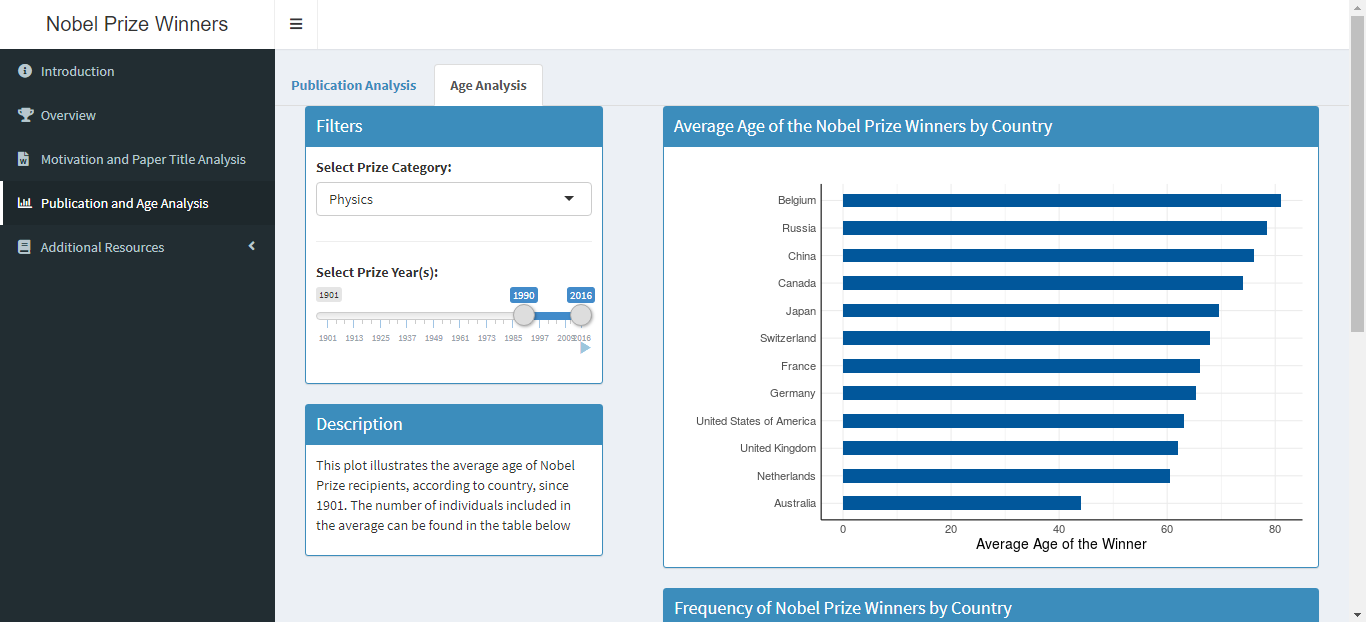 Nobel Prize Winners
Introduction
Overview
Motivation and Paper Title Analysis
Publication and Age Analysis
Additional Resources
Publication Analysis
Age Analysis
Filters
Select Prize Category:
Physics
Select Prize Year(s):
1901
1990
2016
1901 1913 1925 1937 1949 1961 1973 1985 1997 2009 2016
Description
This plot illustrates the average age of Nobel
Prize recipients, according to country, since
1901. The number of individuals included in
the average can be found in the table below
Average Age of the Nobel Prize Winners by Country
Belgium
Russia
China
Canada
Japan
Switzerland
France
Germany
United States of America
United Kingdom
Netherlands
Australia
0 20 40 60 80
Average Age of the Winner
Frequency of Nobel Prize Winners by Country